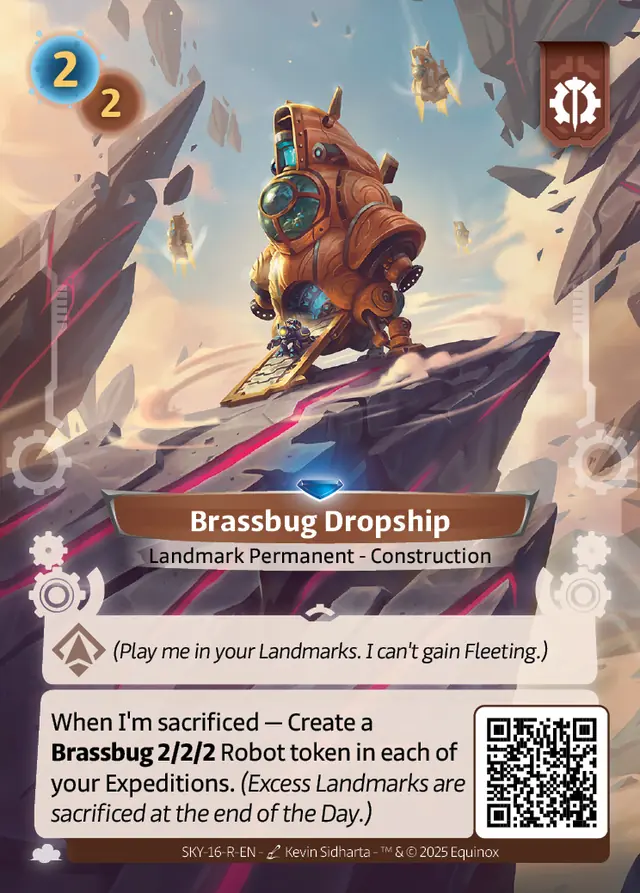 2
2
Brassbug Dropship
Landmark Permanent - Construction
(Play me in your Landmarks. I can't gain Fleeting.)
When I'm sacrificed — Create a
Brassbug 2/2/2 Robot token in each of
your Expeditions. (Excess Landmarks are
sacrificed at the end of the Day.)
SKY-16-R-EN - Kevin Sidharta - ™ & © 2025 Equinox